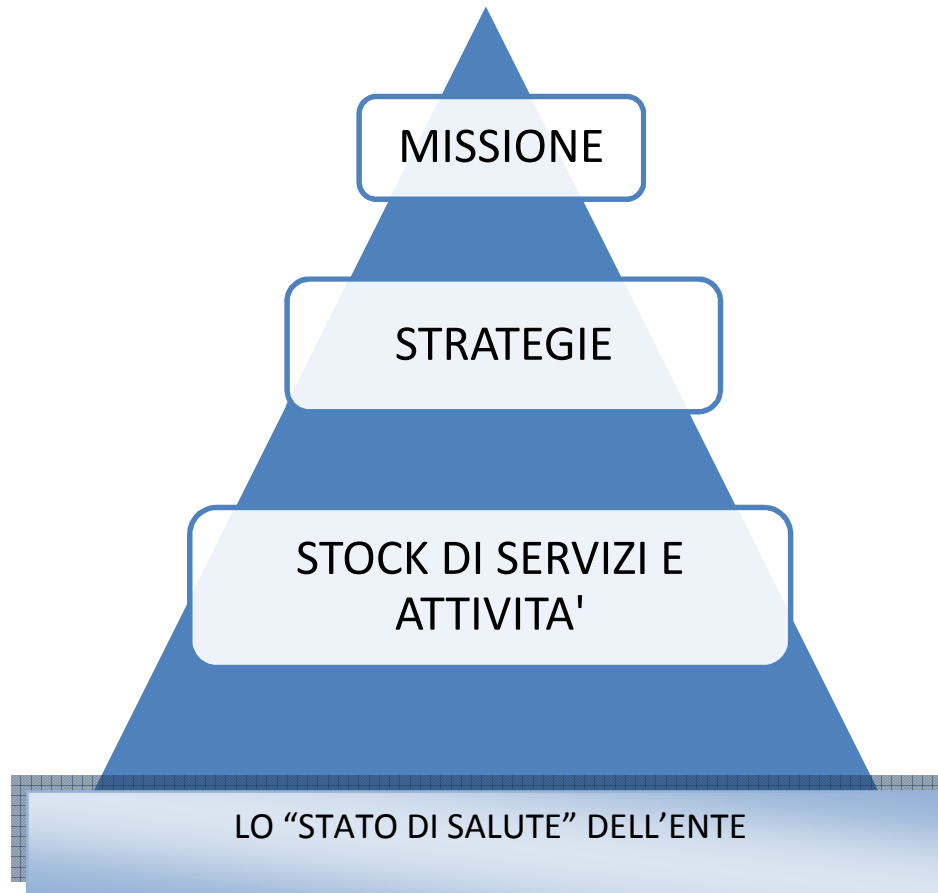 MISSIONE
STRATEGIE
STOCK DI SERVIZI E
ATTIVITA'
LO “STATO DI SALUTE” DELL’ENTE